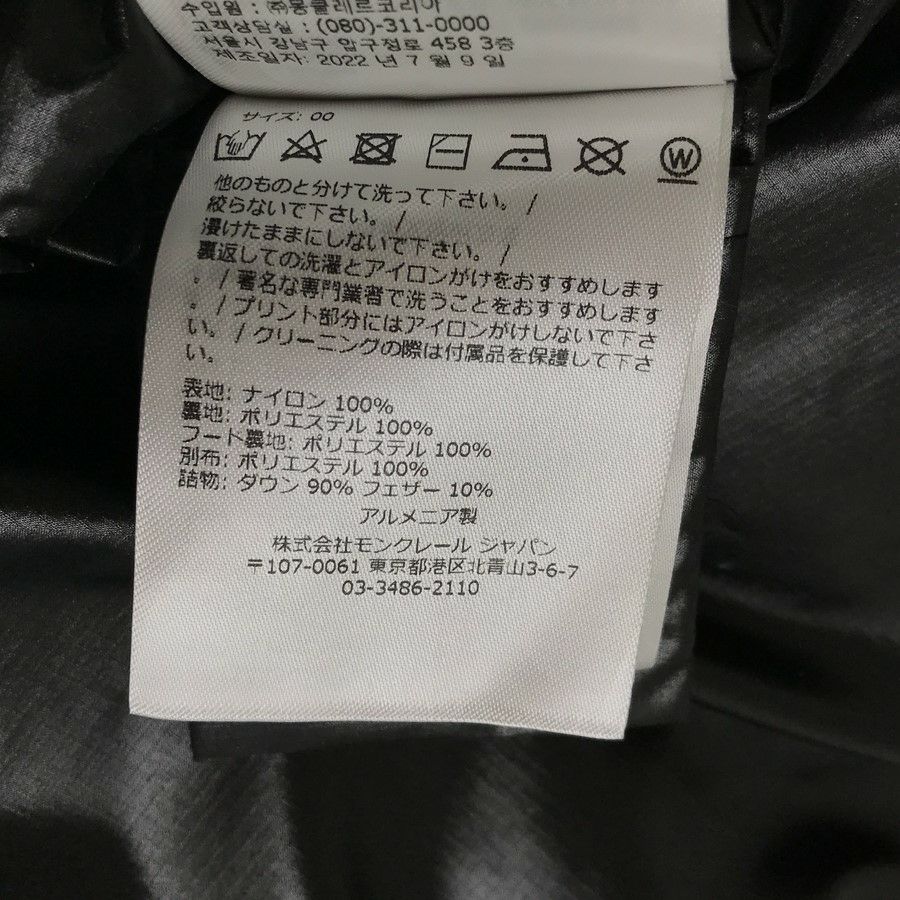 수입원 : ㈜몽클레르코리아
고객상담실 : (080)-311-0000
서울시 강남구 압구정로 458 3층
제조일자: 2022 년 7 월 9 일
サイズ: 00
W
他のものと分けて洗って下さい。 /
絞らないで下さい。 /
浸けたままにしないで下さい。 /
裏返しての洗濯とアイロンがけをおすすめします
。 / 著名な専門業者で洗うことをおすすめします
。 / プリント部分にはアイロンがけしないで下さ
い。 / クリーニングの際は付属品を保護して下さ
い。
表地: ナイロン 100%
裏地: ポリエステル 100%
フード裏地: ポリエステル 100%
別布: ポリエステル 100%
詰物: ダウン 90% フェザー 10%
アルメニア製
株式会社モンクレール ジャパン
〒107-0061 東京都港区北青山3-6-7
03-3486-2110